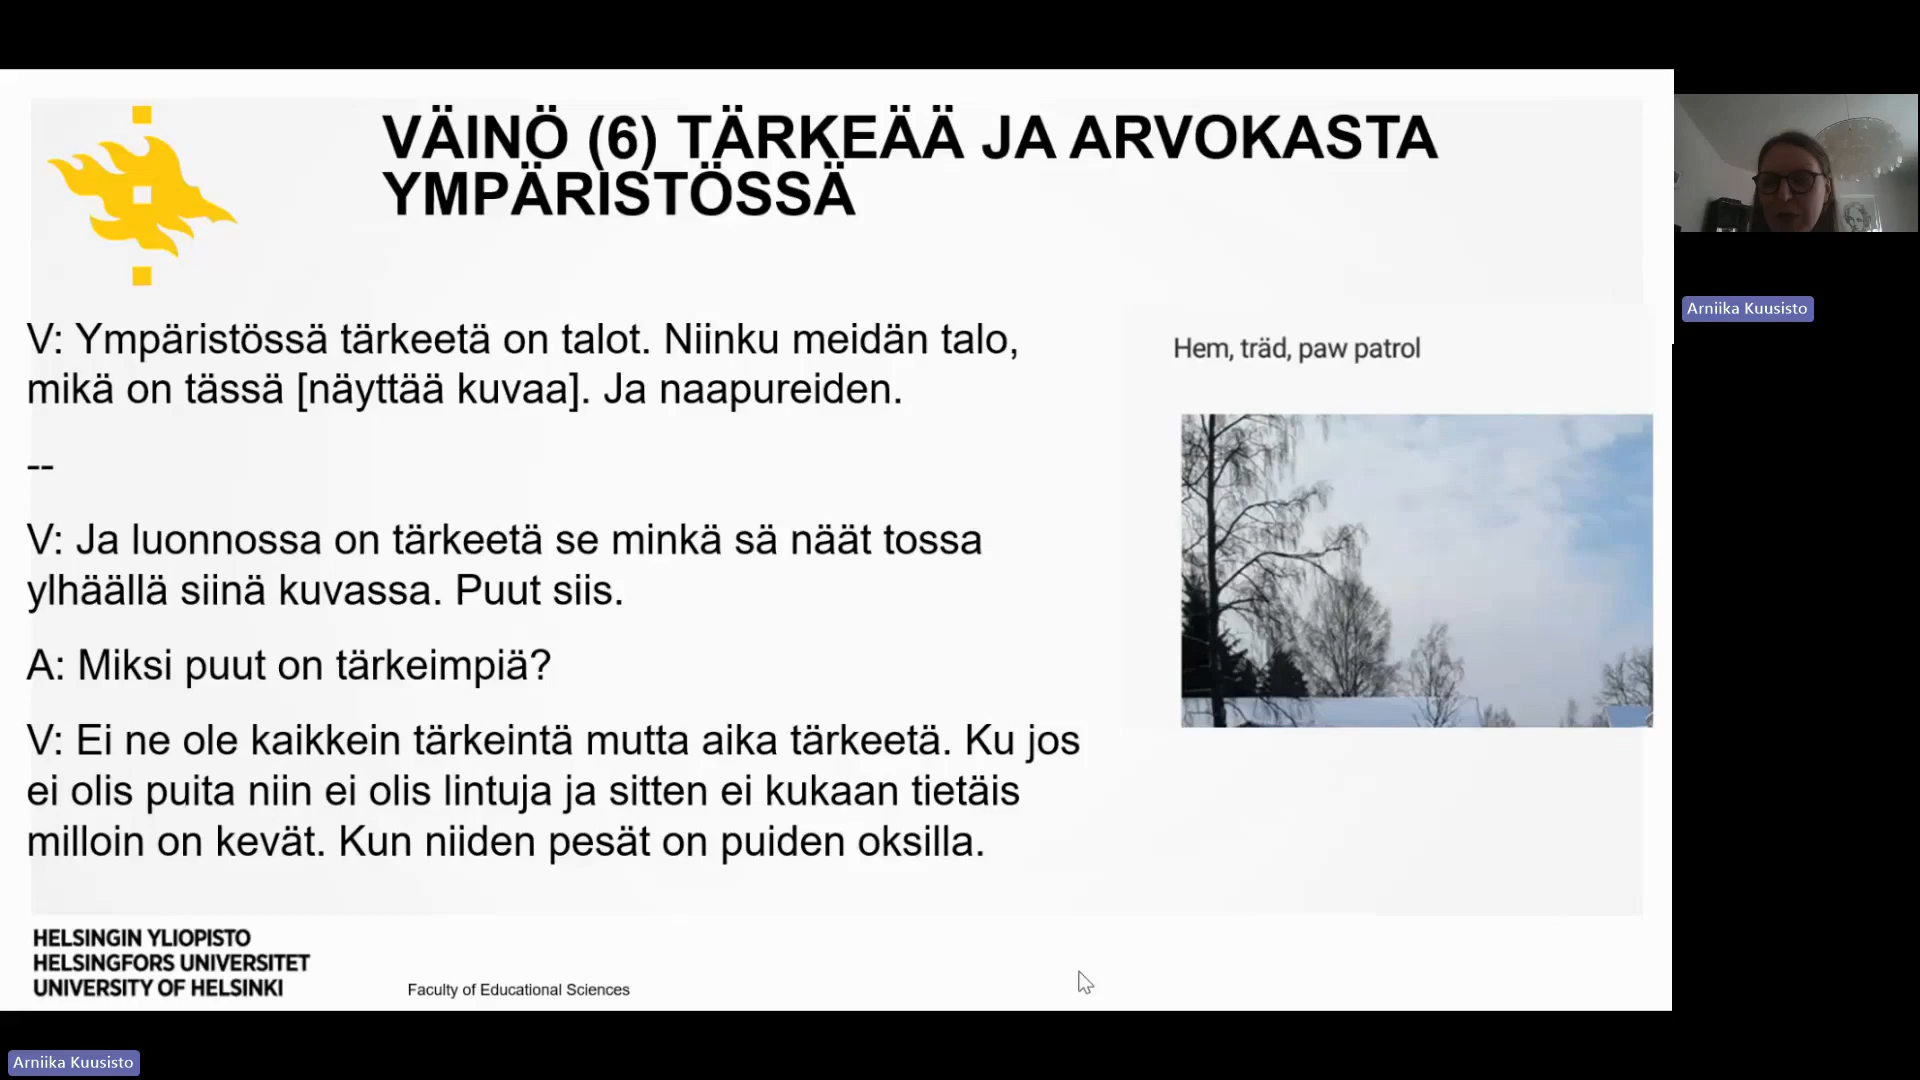 VÄINÖ (6) TÄRKEÄÄ JA ARVOKASTA
YMPÄRISTÖSSÄ
V: Ympäristössä tärkeetä on talot. Niinku meidän talo,
mikä on tässä [näyttää kuvaa]. Ja naapureiden.
--
V: Ja luonnossa on tärkeetä se minkä sä näät tossa
ylhäällä siinä kuvassa. Puut siis.
A: Miksi puut on tärkeimpiä?
V: Ei ne ole kaikkein tärkeintä mutta aika tärkeetä. Ku jos
ei olis puita niin ei olis lintuja ja sitten ei kukaan tietäis
milloin on kevät. Kun niiden pesät on puiden oksilla.
Hem, träd, paw patrol
HELSINGIN YLIOPISTO
HELSINGFORS UNIVERSITET
UNIVERSITY OF HELSINKI
Faculty of Educational Sciences
Arniika Kuusisto
Arniika Kuusisto